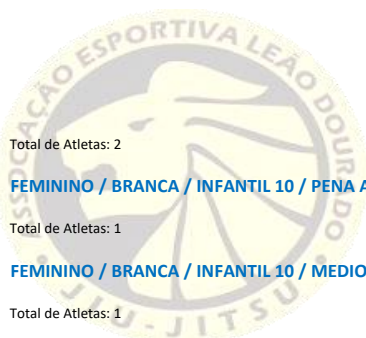 ASSOCIAÇÃO ESPORTIVA LEÃO DOURADO
Total de Atletas: 2
FEMININO / BRANCA / INFANTIL 10 / PENA A
Total de Atletas: 1
FEMININO / BRANCA / INFANTIL 10 / MEDIO
Total de Atletas: 1
JIU-JITSU